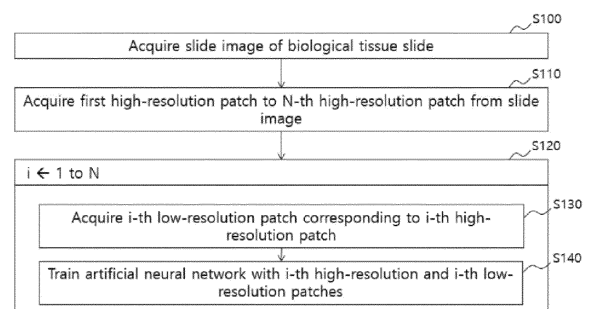 S100
Acquire slide image of biological tissue slide
S110
Acquire first high-resolution patch to N-th high-resolution patch from slide
image
S120
i ← 1 to N
S130
Acquire i-th low-resolution patch corresponding to i-th high-
resolution patch
S140
Train artificial neural network with i-th high-resolution and i-th low-
resolution patches